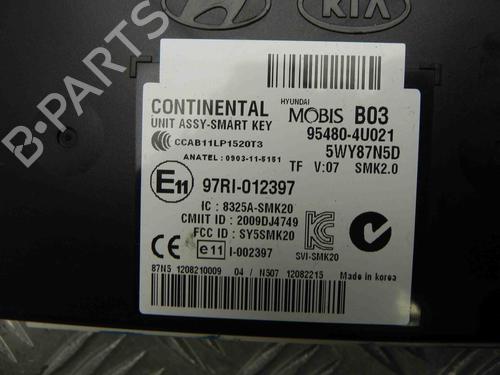 HYUNDAI
KIA
CONTINENTAL
HYUNDAI MOBIS B03
UNIT ASSY-SMART KEY
95480-4U021
CCAB11LP1520T3
5WY87N5D
ANATEL : 0903-11-5151
TF V:07 SMK2.0
E11 97RI-012397
IC : 8325A-SMK20
CMIIT ID : 2009DJ4749
FCC ID : SY5SMK20
CE e11 I-002397
SVI-SMK20
N507
87N5 1208210009 04 / N507 12082215
Made in korea
B-PARTS